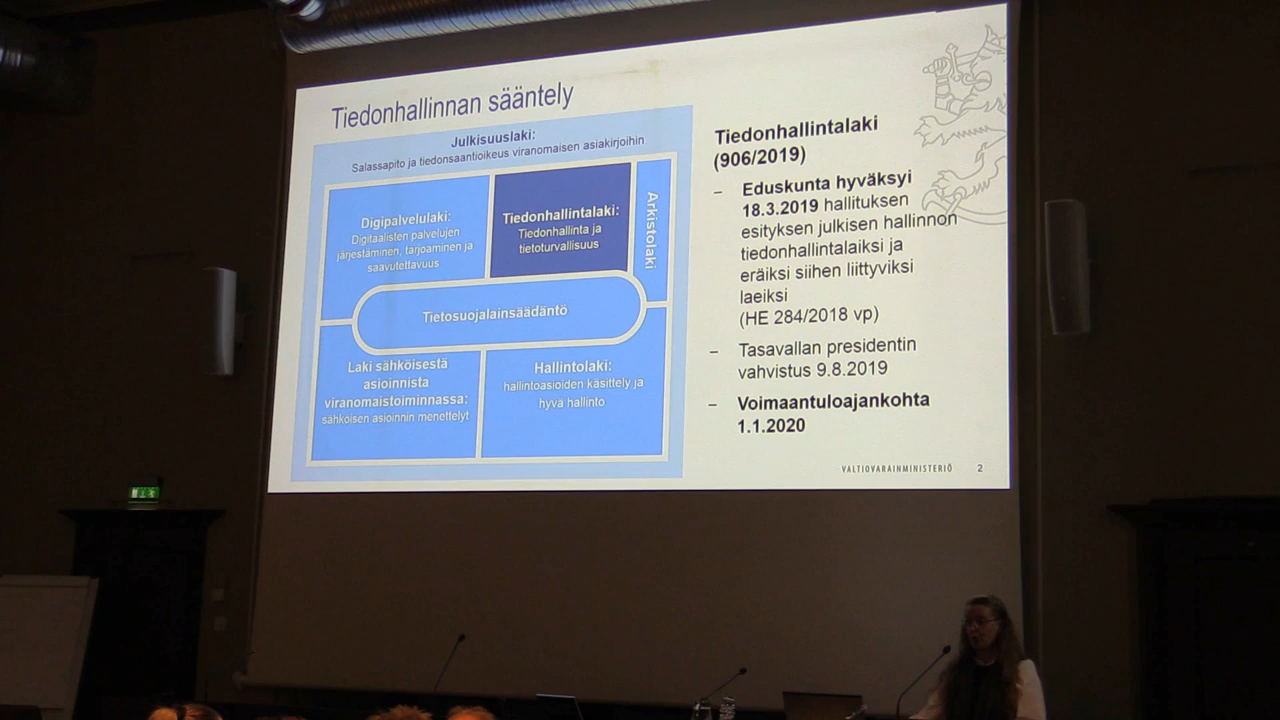 Tiedonhallinnan sääntely
Julkisuuslaki:
Salassapito ja tiedonsaantioikeus viranomaisen asiakirjoihin
Digipalvelulaki:
Digitaalisten palvelujen
järjestäminen, tarjoaminen ja
saavutettavuus
Tiedonhallintalaki:
Tiedonhallinta ja
tietoturvallisuus
Arkistolaki
Tietosuojalainsäädäntö
Laki sähköisestä
asioinnista
viranomaistoiminnassa:
sähköisen asioinnin menettelyt
Hallintolaki:
hallintoasioiden käsittely ja
hyvä hallinto
Tiedonhallintalaki
(906/2019)
– Eduskunta hyväksyi
18.3.2019 hallituksen
esityksen julkisen hallinnon
tiedonhallintalaiksi ja
eräiksi siihen liittyviksi
laeiksi
(HE 284/2018 vp)
– Tasavallan presidentin
vahvistus 9.8.2019
– Voimaantuloajankohta
1.1.2020
VALTIOVARAINMINISTERIÖ 2